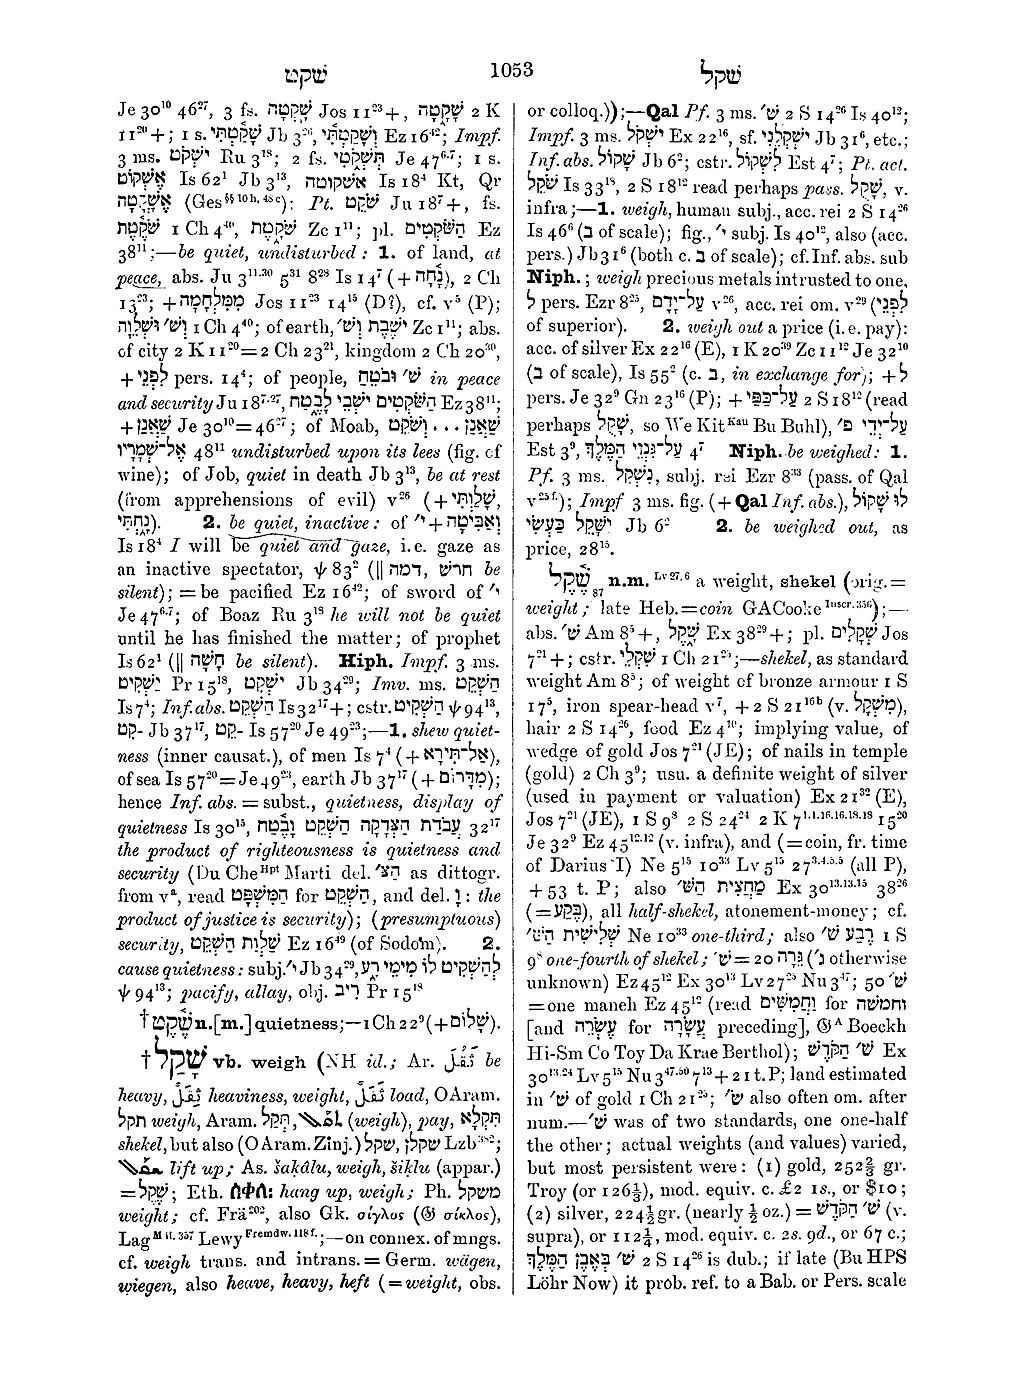 שקט 1053 שקל
Je 30¹⁰ 46²⁷, 3 fs. שָׁקְטָה Jos 11²³ +, שָׁקָטָה 2 K
11²⁰ +; 1 s. שָׁקַטְתִּי Jb 3²⁶, וְשָׁקַטְתִּי Ez 16⁴²; Impf.
3 ms. יִשְׁקֹט Ru 3¹⁸; 2 fs. תִּשְׁקֹטִי Je 47⁶·⁷; 1 s.
אֶשְׁקוֹט Is 62¹ Jb 3¹³, אשקוטה Is 18⁴ Kt, Qr
אֶשְׁקֳטָה (Ges §§ 10 h, 48 c): Pt. שֹׁקֵט Ju 18⁷ +, fs.
שֹׁקֶטֶת 1 Ch 4⁴⁰, שֹׁקָטֶת Zc 1¹¹; pl. הַשֹּׁקְטִים Ez
38¹¹;—be quiet, undisturbed: 1. of land, at
peace, abs. Ju 3¹¹·³⁰ 5³¹ 8²⁸ Is 14⁷ (+ נָחָה), 2 Ch
13²³; + מִמִּלְחָמָה Jos 11²³ 14¹⁵ (D?), cf. v⁵ (P);
וְשׁ׳ וּשְׁלֵוָה 1 Ch 4⁴⁰; of earth, יֹשֶׁבֶת וְשׁ׳ Zc 1¹¹; abs.
of city 2 K 11²⁰ = 2 Ch 23²¹, kingdom 2 Ch 20³⁰,
+ לִפְנֵי pers. 14⁴; of people, שׁ׳ וּבֹטֵחַ in peace
and security Ju 18⁷·²⁷, הַשֹּׁקְטִים יֹשְׁבֵי לָבֶטַח Ez 38¹¹;
+ שַׁאֲנַן Je 30¹⁰ = 46²⁷; of Moab, שַׁאֲנַן . . . וְשֹׁקֵט
אֶל־שְׁמָרָיו 48¹¹ undisturbed upon its lees (fig. of
wine); of Job, quiet in death Jb 3¹³, be at rest
(from apprehensions of evil) v²⁶ (+ שָׁלַוְתִּי,
נָחְתִּי). 2. be quiet, inactive: of י׳ + וְאַבִּיטָה
Is 18⁴ I will be quiet and gaze, i.e. gaze as
an inactive spectator, ψ 83² (|| חרשׁ, דמה be
silent); = be pacified Ez 16⁴²; of sword of י׳
Je 47⁶·⁷; of Boaz Ru 3¹⁸ he will not be quiet
until he has finished the matter; of prophet
Is 62¹ (|| חָשָׁה be silent). Hiph. Impf. 3 ms.
יַשְׁקִיט Pr 15¹⁸, יַשְׁקִט Jb 34²⁹; Imv. ms. הַשְׁקֵט
Is 7⁴; Inf. abs. הַשְׁקֵט Is 32¹⁷ +; cstr. הַשְׁקִיט ψ 94¹³,
־קִט Jb 37¹⁷, ־קֵט Is 57²⁰ Je 49²³;—1. shew quiet-
ness (inner causat.), of men Is 7⁴ (+ אַל־תִּירָא),
of sea Is 57²⁰ = Je 49²³, earth Jb 37¹⁷ (+ מִדָּרוֹם);
hence Inf. abs. = subst., quietness, display of
quietness Is 30¹⁵, עֲבֹדַת הַצְּדָקָה הַשְׁקֵט וָבֶטַח 32¹⁷
the product of righteousness is quietness and
security (Du Che Hpt Marti del. הצ׳ as dittogr.
from vᵃ, read הַמִּשְׁפָּט for הַשְׁקֵט, and del. וָ: the
product of justice is security); (presumptuous)
security, שַׁלְוַת הַשְׁקֵט Ez 16⁴⁹ (of Sodom). 2.
cause quietness: subj. י׳ Jb 34²⁹, לְהַשְׁקִיט לוֹ מִימֵי רָע
ψ 94¹³; pacify, allay, obj. רִיב Pr 15¹⁸
†שֶׁקֶט n.[m.] quietness;—1 Ch 22⁹ (+ שָׁלוֹם).
†שָׁקַל vb. weigh (NH id.; Ar. ثَقُلَ be
heavy, ثِقَلٌ heaviness, weight, ثَقَلٌ load, OAram.
תקל weigh, Aram. תְּקַל, ܬܩܠ (weigh), pay, תִּקְלָא
shekel, but also (OAram. Zinj.) שקל, שקלן Lzb³⁸²;
ܫܩܠ lift up; As. šakâlu, weigh, šiḳlu (appar.)
= שֶׁקֶל; Eth. ሰቀለ: hang up, weigh; Ph. משקל
weight; cf. Frä²⁰², also Gk. σίγλος (𝔊 σίκλος),
Lag M ii. 357 Lewy Fremdw. 118 f.;—on connex. of mngs.
cf. weigh trans. and intrans. = Germ. wägen,
wiegen, also heave, heavy, heft (= weight, obs.
or colloq.));—Qal Pf. 3 ms. שׁ׳ 2 S 14²⁶ Is 40¹²;
Impf. 3 ms. יִשְׁקֹל Ex 22¹⁶, sf. יִשְׁקְלֵנִי Jb 31⁶, etc.;
Inf. abs. שָׁקוֹל Jb 6²; cstr. לִשְׁקוֹל Est 4⁷; Pt. act.
שֹׁקֵל Is 33¹⁸, 2 S 18¹² read perhaps pass. שָׁקֻל, v.
infra;—1. weigh, human subj., acc. rei 2 S 14²⁶
Is 46⁶ (בְּ of scale); fig., י׳ subj. Is 40¹², also (acc.
pers.) Jb 31⁶ (both c. בְּ of scale); cf. Inf. abs. sub
Niph.; weigh precious metals intrusted to one,
לְ pers. Ezr 8²⁵, עַל־יָדָם v²⁶, acc. rei om. v²⁹ (לִפְנֵי
of superior). 2. weigh out a price (i.e. pay):
acc. of silver Ex 22¹⁶ (E), 1 K 20³⁹ Zc 11¹² Je 32¹⁰
(בְּ of scale), Is 55² (c. בְּ, in exchange for); + לְ
pers. Je 32⁹ Gn 23¹⁶ (P); + עַל־כַּפַּי 2 S 18¹² (read
perhaps שָׁקֻל, so We Kit Kau Bu Buhl), עַל־יְדֵי פ׳
Est 3⁹, עַל־גִּנְזֵי הַמֶּלֶךְ 4⁷ Niph. be weighed: 1.
Pf. 3 ms. נִשְׁקַל, subj. rei Ezr 8³³ (pass. of Qal
v²⁵ᶠ·); Impf 3 ms. fig. (+ Qal Inf. abs.), לוּ שָׁקוֹל
יִשָּׁקֵל כַּעְשִׂי Jb 6² 2. be weighed out, as
price, 28¹⁵.
שֶׁ֫קֶל₈₇ n.m. Lv 27, 6 a weight, shekel (orig. =
weight; late Heb. = coin GACooke Inscr. 356);—
abs. שׁ׳ Am 8⁵ +, שָׁקֶל Ex 38²⁹ +; pl. שְׁקָלִים Jos
7²¹ +; cstr. שִׁקְלֵי 1 Ch 21²⁵;—shekel, as standard
weight Am 8⁵; of weight of bronze armour 1 S
17⁵, iron spear-head v⁷, + 2 S 21¹⁶ᵇ (v. מִשְׁקָל),
hair 2 S 14²⁶, food Ez 4¹⁰; implying value, of
wedge of gold Jos 7²¹ (JE); of nails in temple
(gold) 2 Ch 3⁹; usu. a definite weight of silver
(used in payment or valuation) Ex 21³² (E),
Jos 7²¹ (JE), 1 S 9⁸ 2 S 24²⁴ 2 K 7¹·¹·¹⁶·¹⁶·¹⁸·¹⁸ 15²⁰
Je 32⁹ Ez 45¹²·¹² (v. infra), and (= coin, fr. time
of Darius I) Ne 5¹⁵ 10³³ Lv 5¹⁵ 27³·⁴·⁵·⁵ (all P),
+ 53 t. P; also מַחֲצִית הַשּׁ׳ Ex 30¹³·¹³·¹⁵ 38²⁶
(= בֶּקַע), all half-shekel, atonement-money; cf.
שְׁלִישִׁית הַשּׁ׳ Ne 10³³ one-third; also רֶבַע שׁ׳ 1 S
9⁸ one-fourth of shekel; שׁ׳ = 20 גֵּרָה (ג׳ otherwise
unknown) Ez 45¹² Ex 30¹³ Lv 27²⁵ Nu 3⁴⁷; 50 שׁ׳
= one maneh Ez 45¹² (read וַחֲמִשִּׁים for וחמשה
[and עֲשָׂרָה for עֶשְׂרֵה preceding], 𝔊ᴬ Boeckh
Hi-Sm Co Toy Da Krae Berthol); שׁ׳ הַקֹּדֶשׁ Ex
30¹³·²⁴ Lv 5¹⁵ Nu 3⁴⁷·⁵⁰ 7¹³ + 21 t. P; land estimated
in שׁ׳ of gold 1 Ch 21²⁵; שׁ׳ also often om. after
num.—שׁ׳ was of two standards, one one-half
the other; actual weights (and values) varied,
but most persistent were: (1) gold, 252⅔ gr.
Troy (or 126⅓), mod. equiv. c. £2 1s., or $10;
(2) silver, 224½ gr. (nearly ½ oz.) = שׁ׳ הַקֹּדֶשׁ (v.
supra), or 112¼, mod. equiv. c. 2s. 9d., or 67 c.;
שׁ׳ בְּאֶבֶן הַמֶּלֶךְ 2 S 14²⁶ is dub.; if late (Bu HPS
Löhr Now) it prob. ref. to a Bab. or Pers. scale